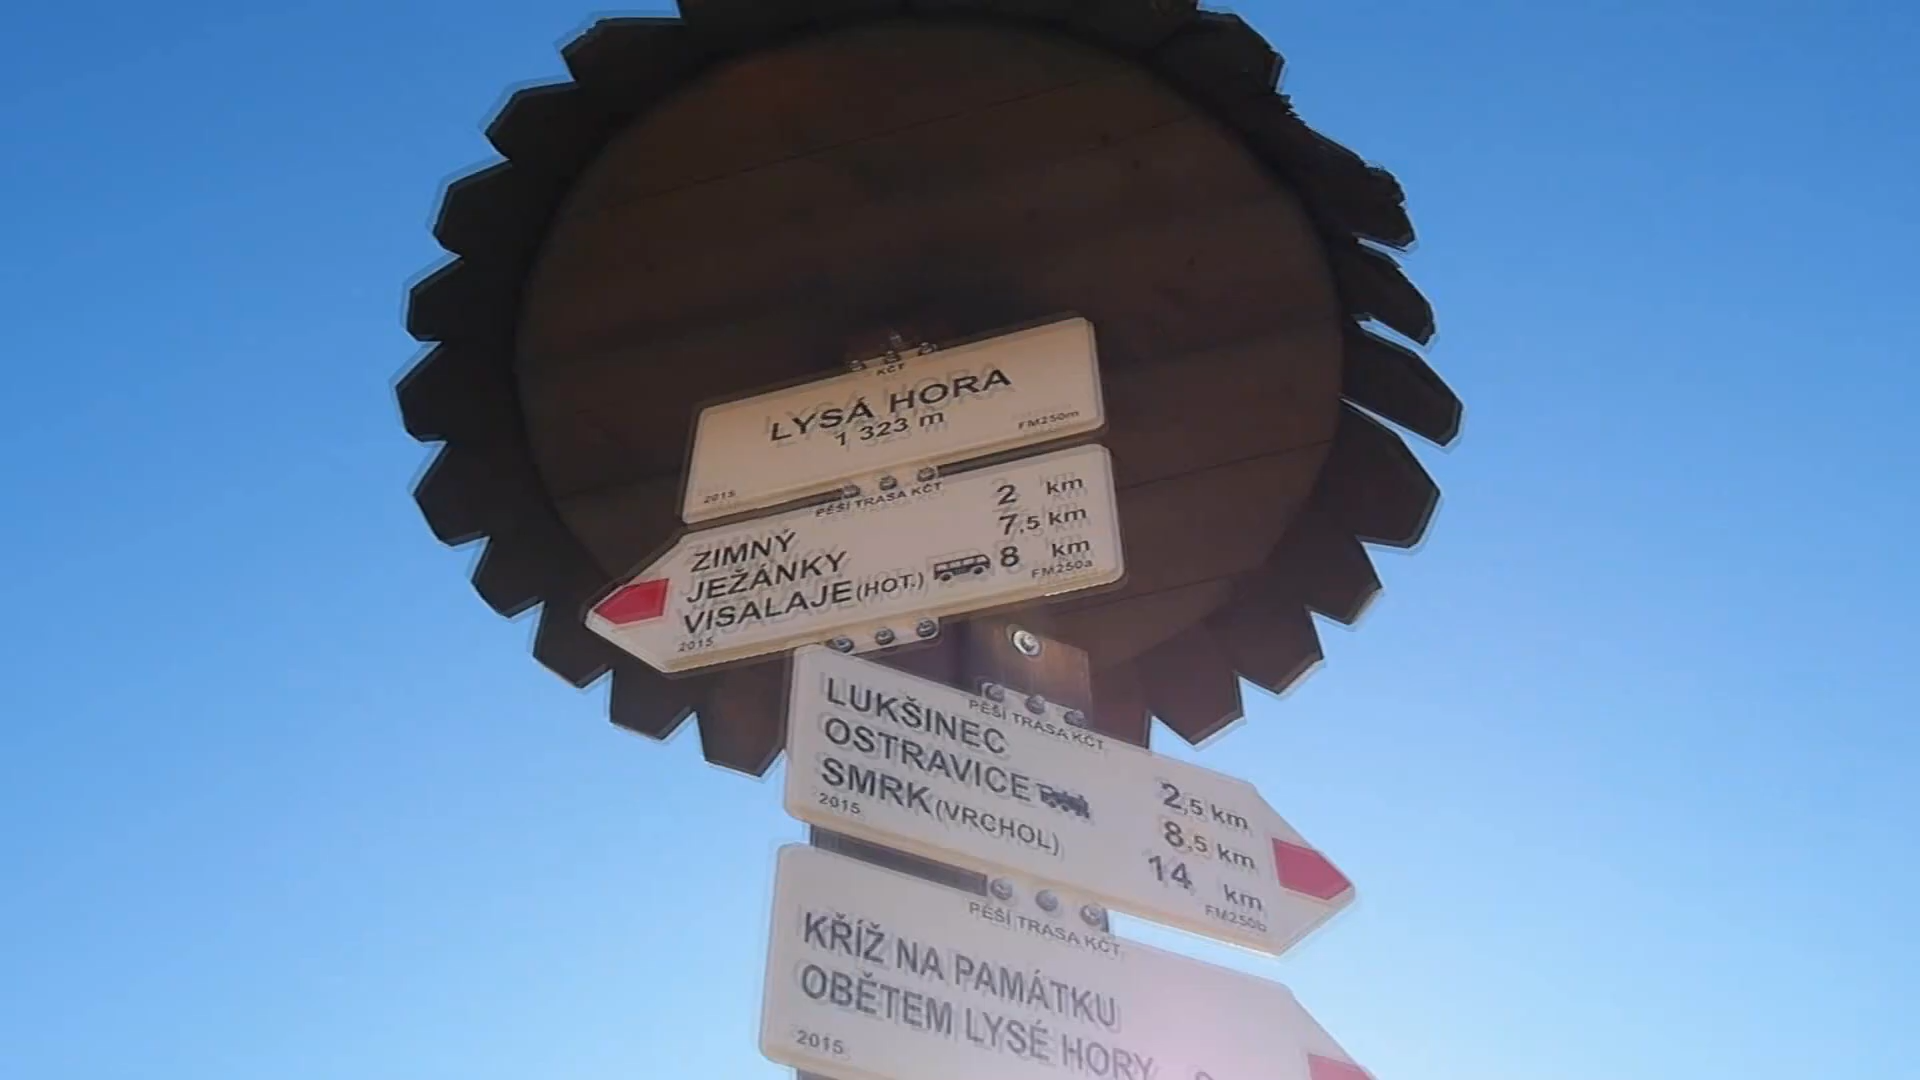 KČT
LYSÁ HORA
1 323 m
2015 FM250m
PĚŠÍ TRASA KČT
ZIMNÝ 2 km
JEŽÁNKY 7,5 km
VISALAJE (HOT.) 8 km
2015 FM250a
PĚŠÍ TRASA KČT
LUKŠINEC 2,5 km
OSTRAVICE 8,5 km
SMRK (VRCHOL) 14 km
2015 FM250b
PĚŠÍ TRASA KČT
KŘÍŽ NA PAMÁTKU
OBĚTEM LYSÉ HORY
2015